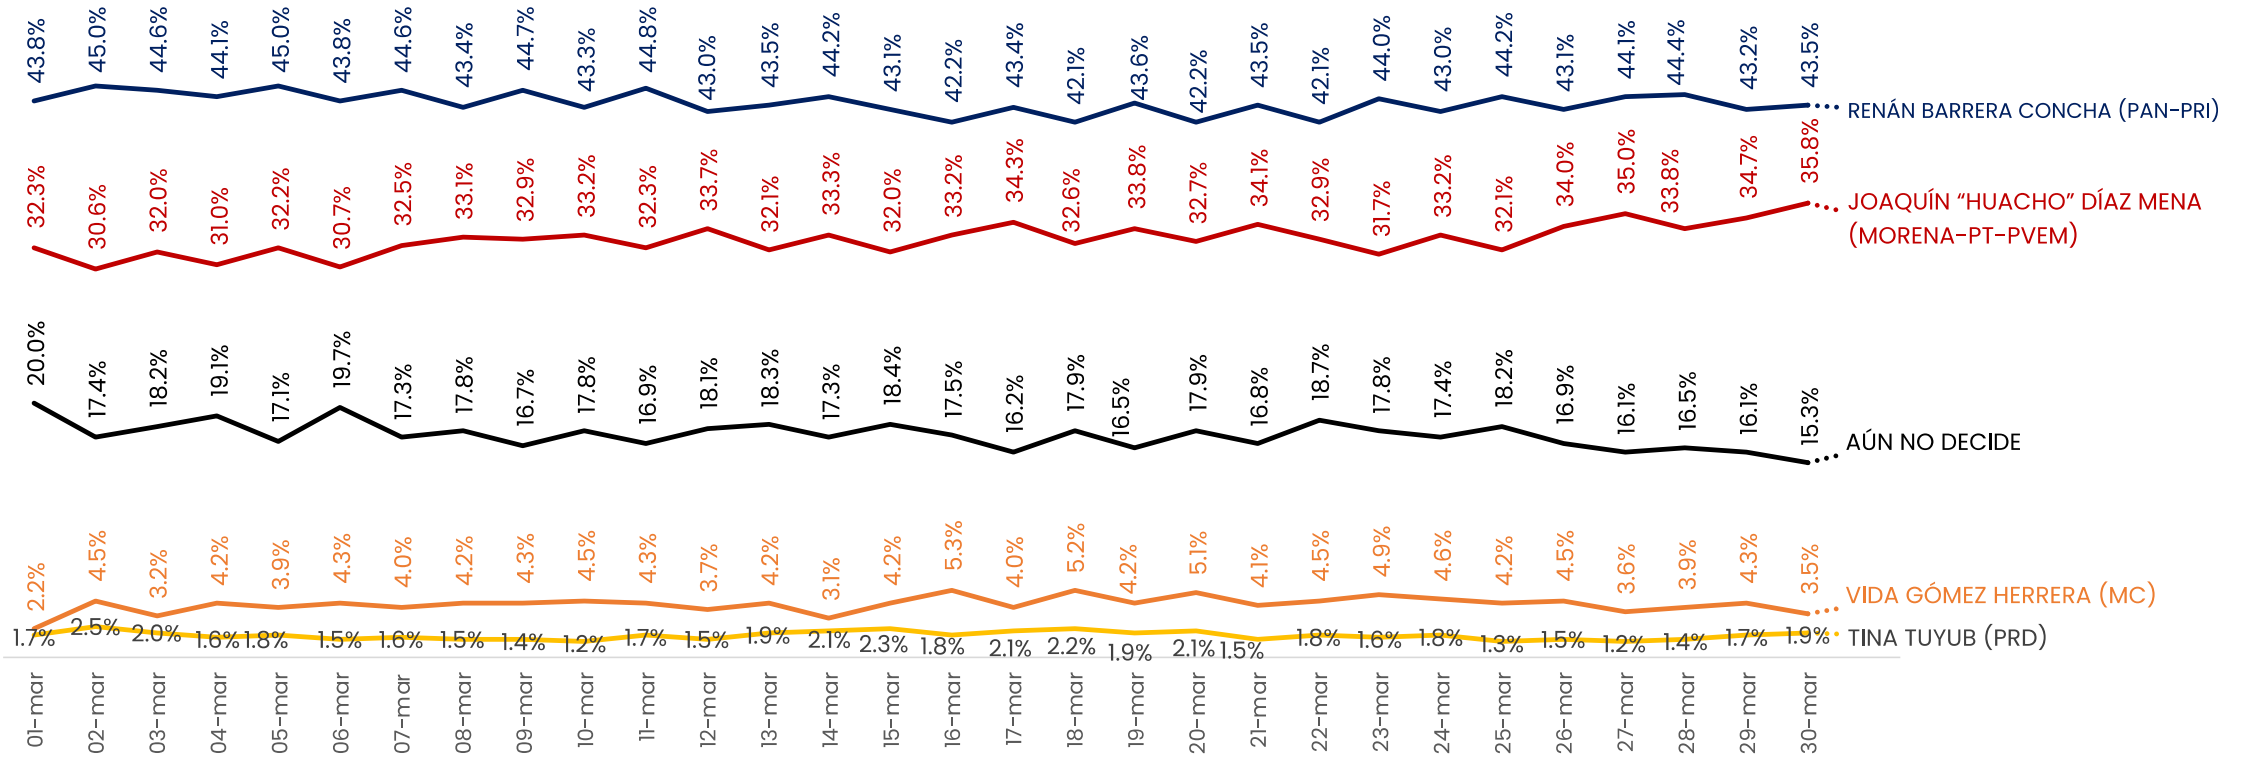 43.8% 45.0% 44.6% 44.1% 45.0% 43.8% 44.6% 43.4% 44.7% 43.3% 44.8% 43.0% 43.5% 44.2% 43.1% 42.2% 43.4% 42.1% 43.6% 42.2% 43.5% 42.1% 44.0% 43.0% 44.2% 43.1% 44.1% 44.4% 43.2% 43.5%
RENÁN BARRERA CONCHA (PAN-PRI)
32.3% 30.6% 32.0% 31.0% 32.2% 30.7% 32.5% 33.1% 32.9% 33.2% 32.3% 33.7% 32.1% 33.3% 32.0% 33.2% 34.3% 32.6% 33.8% 32.7% 34.1% 32.9% 31.7% 33.2% 32.1% 34.0% 35.0% 33.8% 34.7% 35.8%
JOAQUÍN “HUACHO” DÍAZ MENA
(MORENA-PT-PVEM)
20.0% 17.4% 18.2% 19.1% 17.1% 19.7% 17.3% 17.8% 16.7% 17.8% 16.9% 18.1% 18.3% 17.3% 18.4% 17.5% 16.2% 17.9% 16.5% 17.9% 16.8% 18.7% 17.8% 17.4% 18.2% 16.9% 16.1% 16.5% 16.1% 15.3%
AÚN NO DECIDE
2.2% 4.5% 3.2% 4.2% 3.9% 4.3% 4.0% 4.2% 4.3% 4.5% 4.3% 3.7% 4.2% 3.1% 4.2% 5.3% 4.0% 5.2% 4.2% 5.1% 4.1% 4.5% 4.9% 4.6% 4.2% 4.5% 3.6% 3.9% 4.3% 3.5%
VIDA GÓMEZ HERRERA (MC)
1.7% 2.5% 2.0% 1.6% 1.8% 1.5% 1.6% 1.5% 1.4% 1.2% 1.7% 1.5% 1.9% 2.1% 2.3% 1.8% 2.1% 2.2% 1.9% 2.1% 1.5% 1.8% 1.6% 1.8% 1.3% 1.5% 1.2% 1.4% 1.7% 1.9%
TINA TUYUB (PRD)
01-mar 02-mar 03-mar 04-mar 05-mar 06-mar 07-mar 08-mar 09-mar 10-mar 11-mar 12-mar 13-mar 14-mar 15-mar 16-mar 17-mar 18-mar 19-mar 20-mar 21-mar 22-mar 23-mar 24-mar 25-mar 26-mar 27-mar 28-mar 29-mar 30-mar